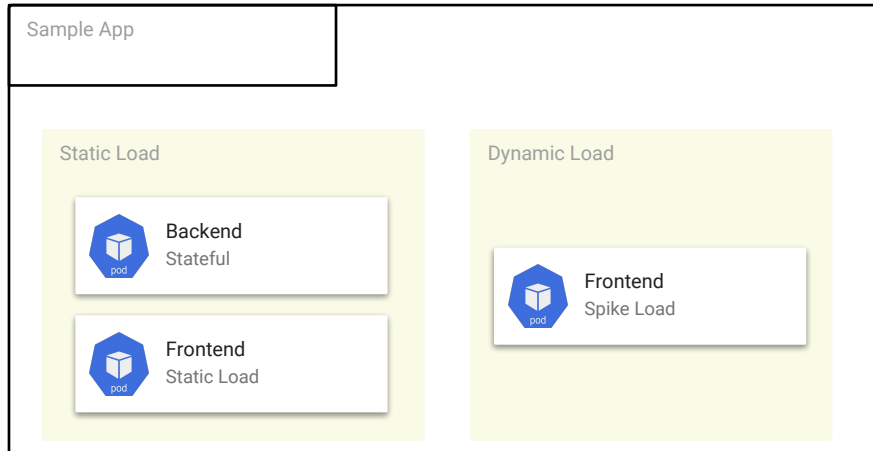 Sample App
Static Load
Backend
Stateful
pod
Frontend
Static Load
pod
Dynamic Load
Frontend
Spike Load
pod